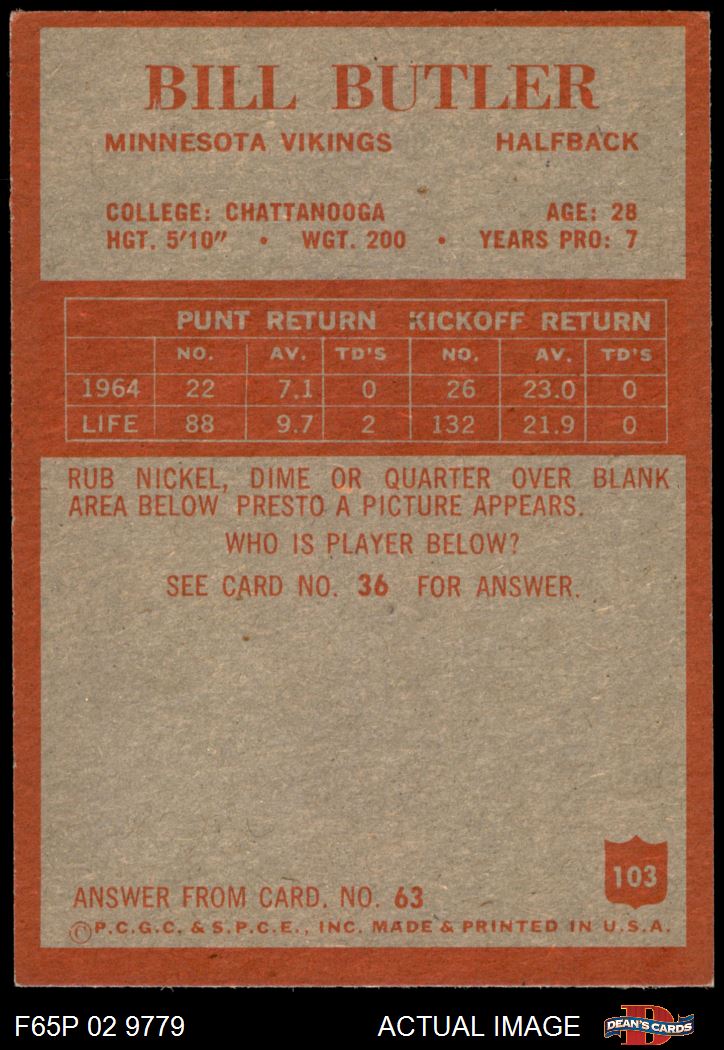 BILL BUTLER
MINNESOTA VIKINGS HALFBACK
COLLEGE: CHATTANOOGA AGE: 28
HGT. 5'10" • WGT. 200 • YEARS PRO: 7
PUNT RETURN KICKOFF RETURN
NO. AV. TD'S NO. AV. TD'S
1964 22 7.1 0 26 23.0 0
LIFE 88 9.7 2 132 21.9 0
RUB NICKEL, DIME OR QUARTER OVER BLANK
AREA BELOW PRESTO A PICTURE APPEARS.
WHO IS PLAYER BELOW?
SEE CARD NO. 36 FOR ANSWER.
103
ANSWER FROM CARD. NO. 63
©P.C.G.C. & S.P.C.E., INC. MADE & PRINTED IN U.S.A.
F65P 02 9779 ACTUAL IMAGE DEAN'S CARDS